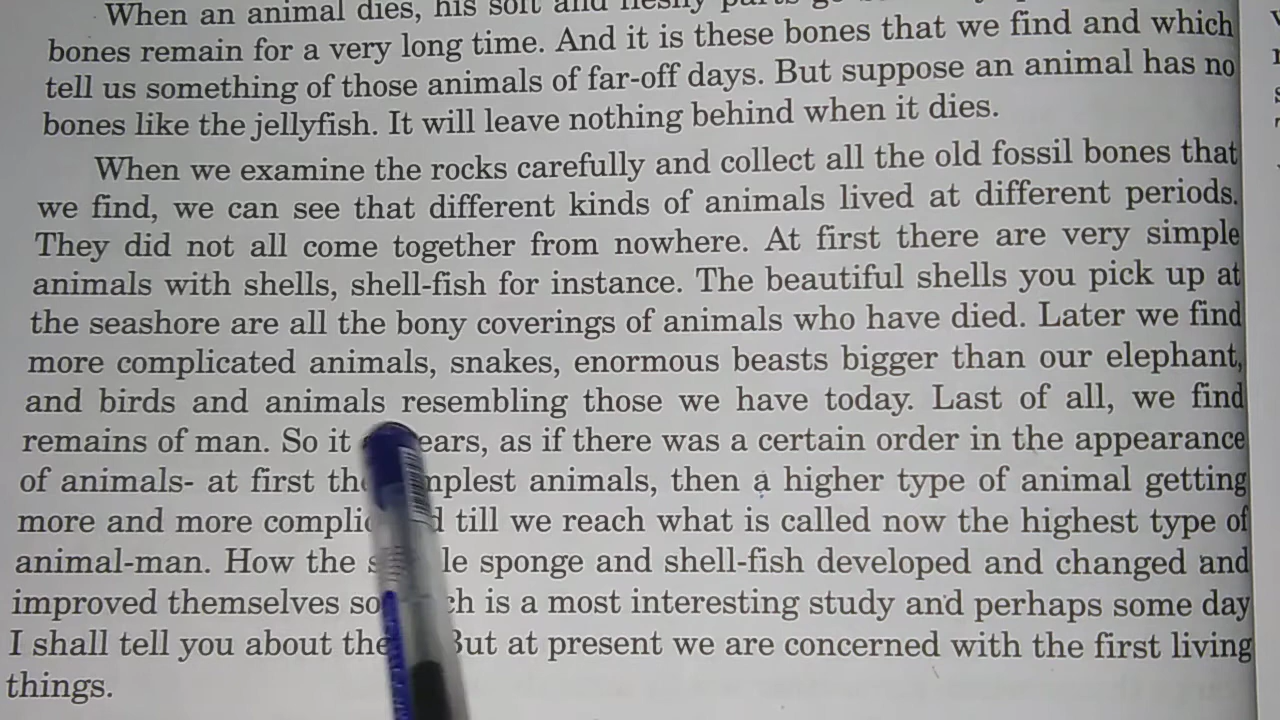 When an animal dies, his soft and fleshy parts go
bones remain for a very long time. And it is these bones that we find and which
tell us something of those animals of far-off days. But suppose an animal has no
bones like the jellyfish. It will leave nothing behind when it dies.
When we examine the rocks carefully and collect all the old fossil bones that
we find, we can see that different kinds of animals lived at different periods.
They did not all come together from nowhere. At first there are very simple
animals with shells, shell-fish for instance. The beautiful shells you pick up at
the seashore are all the bony coverings of animals who have died. Later we find
more complicated animals, snakes, enormous beasts bigger than our elephant,
and birds and animals resembling those we have today. Last of all, we find
remains of man. So it ears, as if there was a certain order in the appearance
of animals- at first the mplest animals, then a higher type of animal getting
more and more complic d till we reach what is called now the highest type of
animal-man. How the s le sponge and shell-fish developed and changed and
improved themselves so ch is a most interesting study and perhaps some day
I shall tell you about the But at present we are concerned with the first living
things.